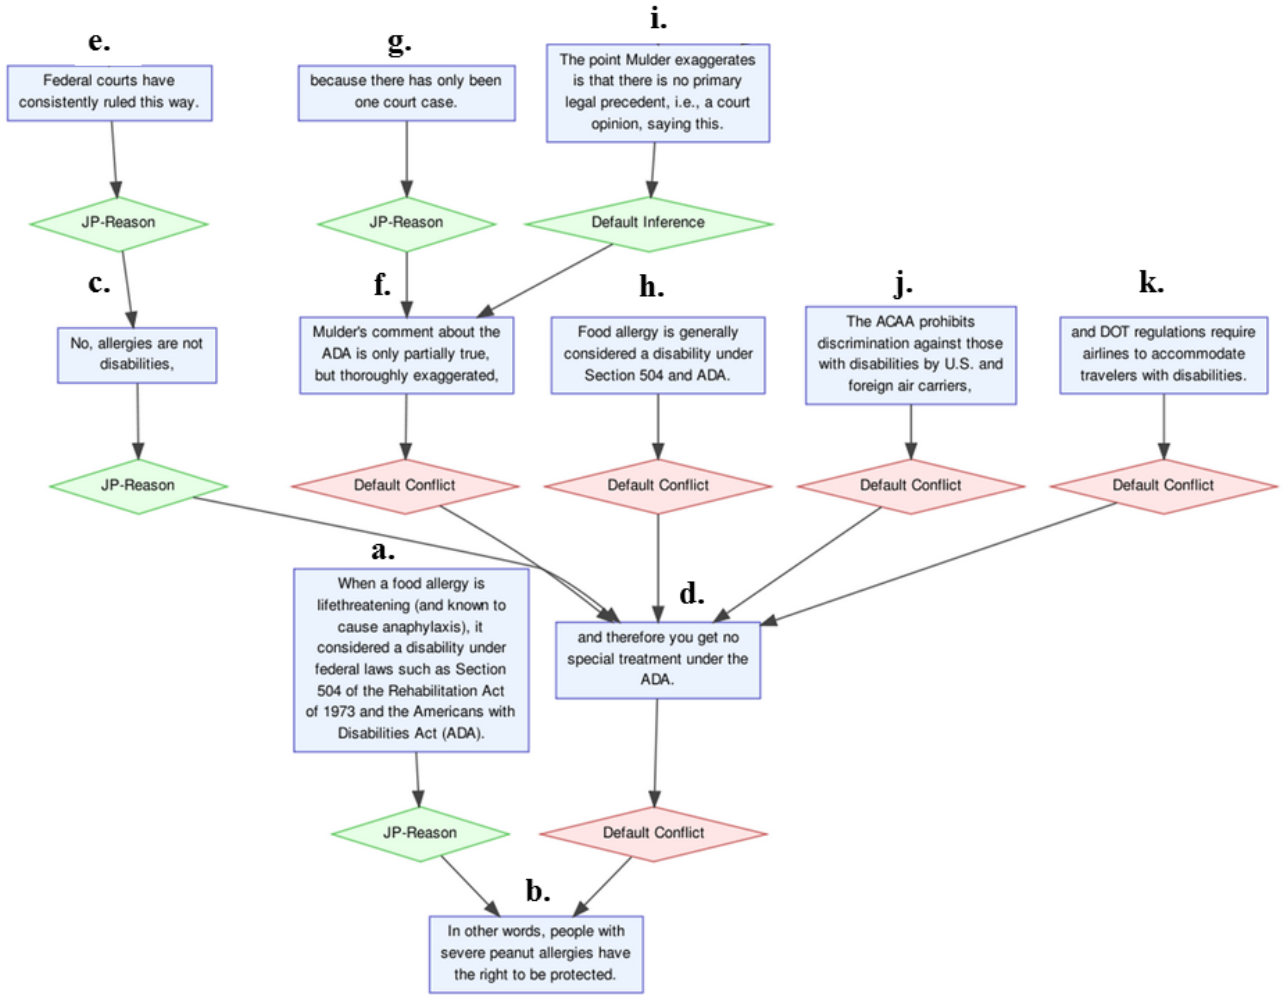 e.
Federal courts have
consistently ruled this way.
g.
because there has only been
one court case.
i.
The point Mulder exaggerates
is that there is no primary
legal precedent, i.e., a court
opinion, saying this.
JP-Reason
JP-Reason
Default Inference
c.
No, allergies are not
disabilities,
f.
Mulder's comment about the
ADA is only partially true,
but thoroughly exaggerated,
h.
Food allergy is generally
considered a disability under
Section 504 and ADA.
j.
The ACAA prohibits
discrimination against those
with disabilities by U.S. and
foreign air carriers,
k.
and DOT regulations require
airlines to accommodate
travelers with disabilities.
JP-Reason
Default Conflict
Default Conflict
Default Conflict
Default Conflict
a.
When a food allergy is
lifethreatening (and known to
cause anaphylaxis), it
considered a disability under
federal laws such as Section
504 of the Rehabilitation Act
of 1973 and the Americans with
Disabilities Act (ADA).
d.
and therefore you get no
special treatment under the
ADA.
JP-Reason
Default Conflict
b.
In other words, people with
severe peanut allergies have
the right to be protected.